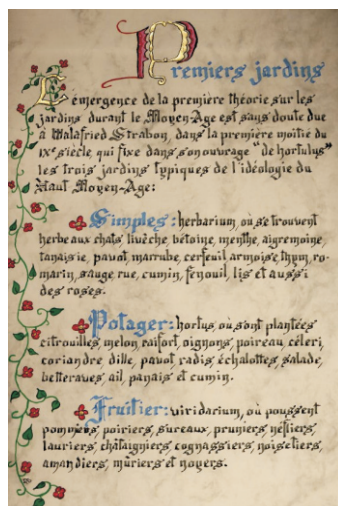 Premiers jardins
L'émergence de la première théorie sur les
jardins durant le Moyen-Age est sans doute due
à Walafried Strabon, dans la première moitié du
IXe siècle, qui fixe dans son ouvrage "de hortulus"
les trois jardins typiques de l'idéologie du
Haut Moyen-Age:
Simples: herbarium, où se trouvent
herbe aux chats, livèche, bétoine, menthe, aigremoine,
tanaisie, pavot, marrube, cerfeuil, armoise, thym, ro-
marin, sauge, rue, cumin, fenouil, lis et aussi
des roses.
Potager: hortus, où sont plantées
citrouilles, melon, raifort, oignons, poireau, céleri,
coriandre, dille, pavot, radis, échalottes, salade,
betteraves, ail, panais et cumin.
Fruitier: viridarium, où poussent
pommiers, poiriers, sureaux, pruniers, néfliers,
lauriers, châtaigniers, cognassiers, noisetiers,
amandiers, mûriers et noyers.